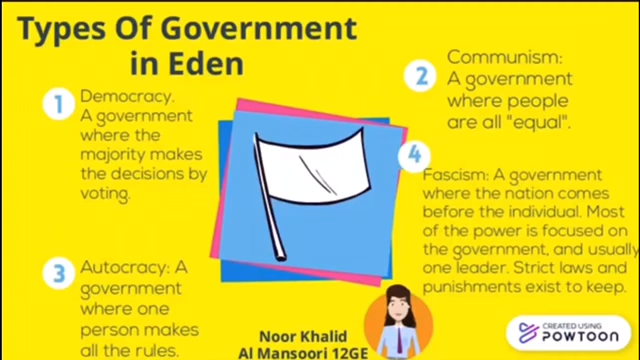 Types Of Government
in Eden
1
Democracy.
A government
where the
majority makes
the decisions by
voting.
2
Communism:
A government
where people
are all "equal".
3
Autocracy: A
government
where one
person makes
all the rules.
4
Fascism: A government
where the nation comes
before the individual. Most
of the power is focused on
the government, and usually
one leader. Strict laws and
punishments exist to keep.
Noor Khalid
Al Mansoori 12GE
CREATED USING
POWTOON